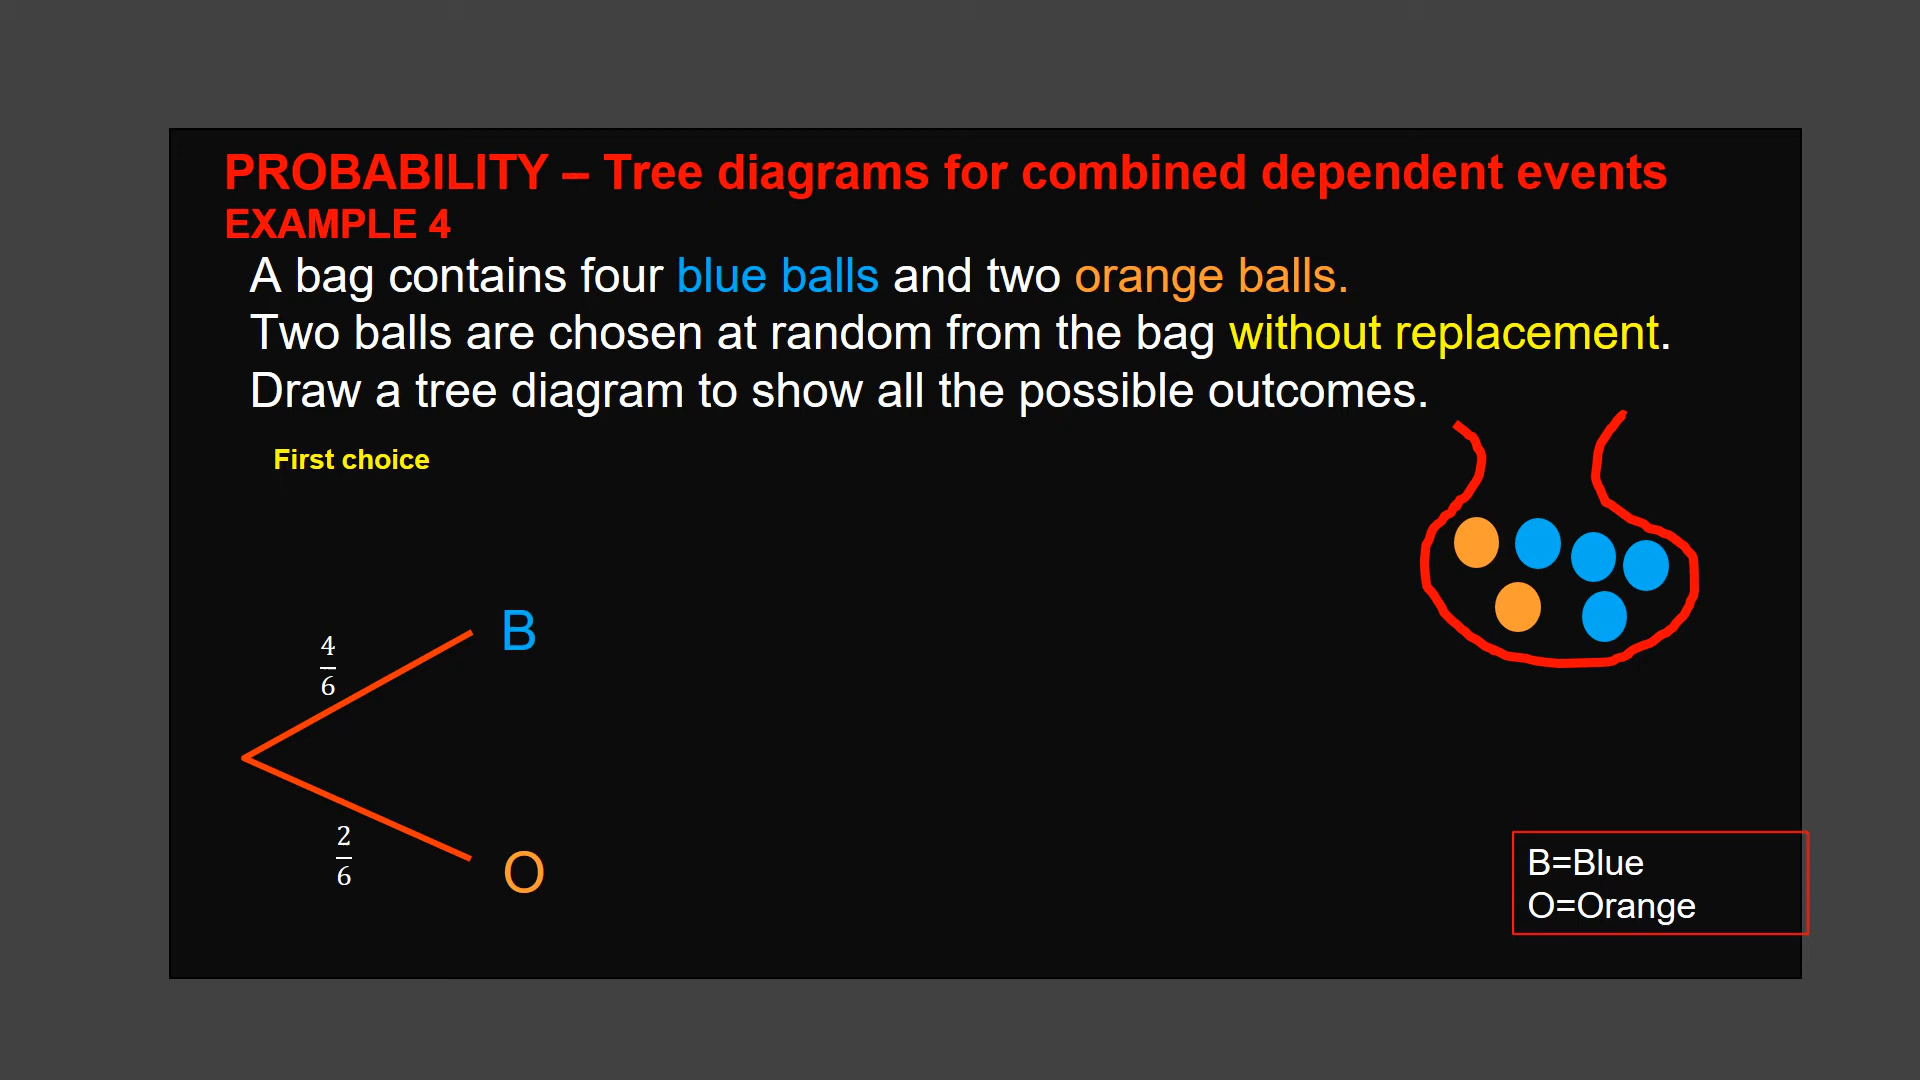 PROBABILITY – Tree diagrams for combined dependent events
EXAMPLE 4
A bag contains four blue balls and two orange balls.
Two balls are chosen at random from the bag without replacement.
Draw a tree diagram to show all the possible outcomes.
First choice
4
6
B
2
6
O
B=Blue
O=Orange